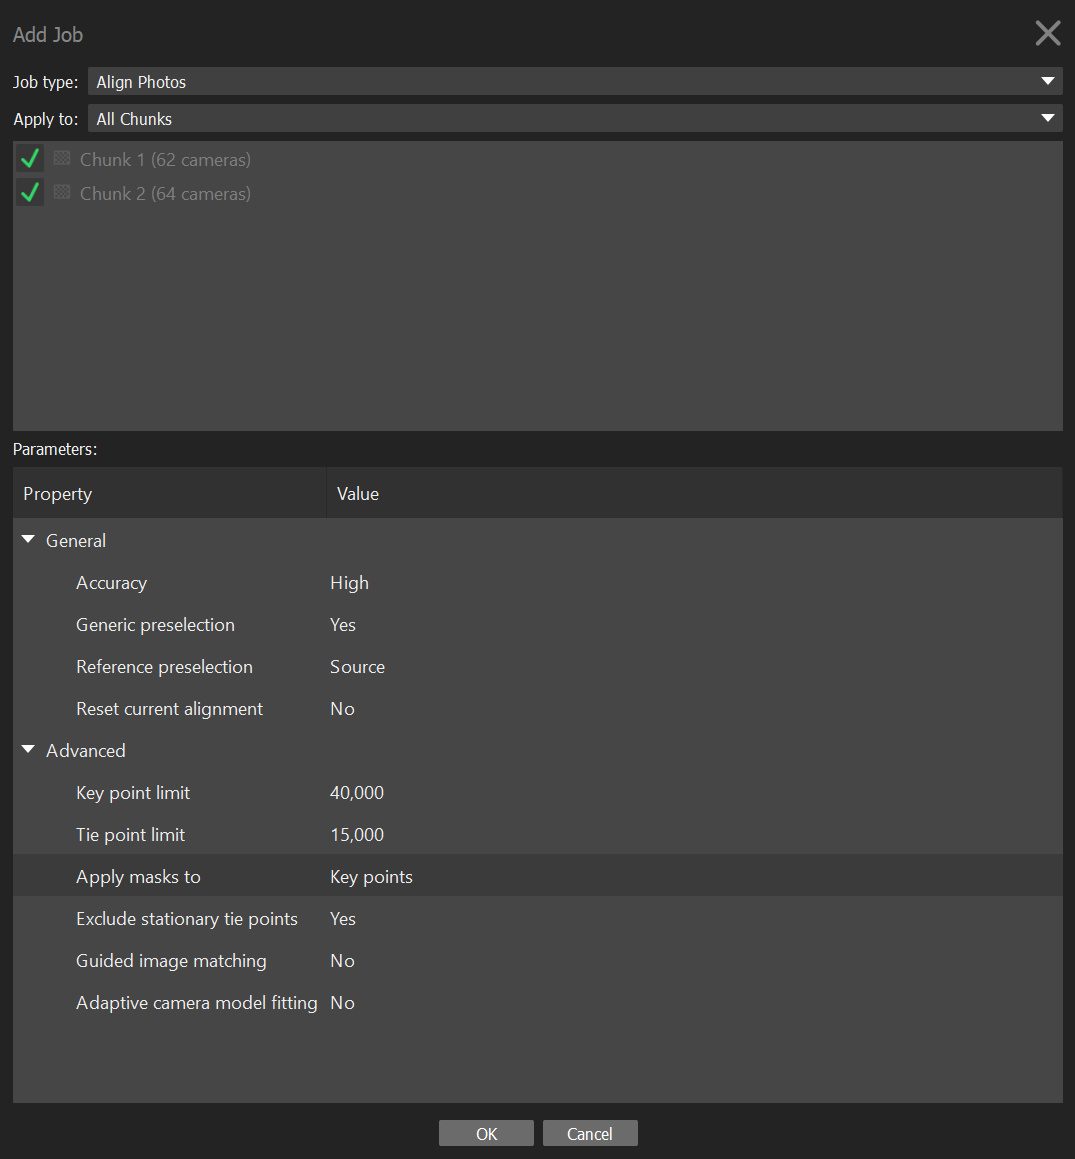 Add Job
Job type: Align Photos
Apply to: All Chunks
Chunk 1 (62 cameras)
Chunk 2 (64 cameras)
Parameters:
Property Value
General
Accuracy High
Generic preselection Yes
Reference preselection Source
Reset current alignment No
Advanced
Key point limit 40,000
Tie point limit 15,000
Apply masks to Key points
Exclude stationary tie points Yes
Guided image matching No
Adaptive camera model fitting No
OK Cancel